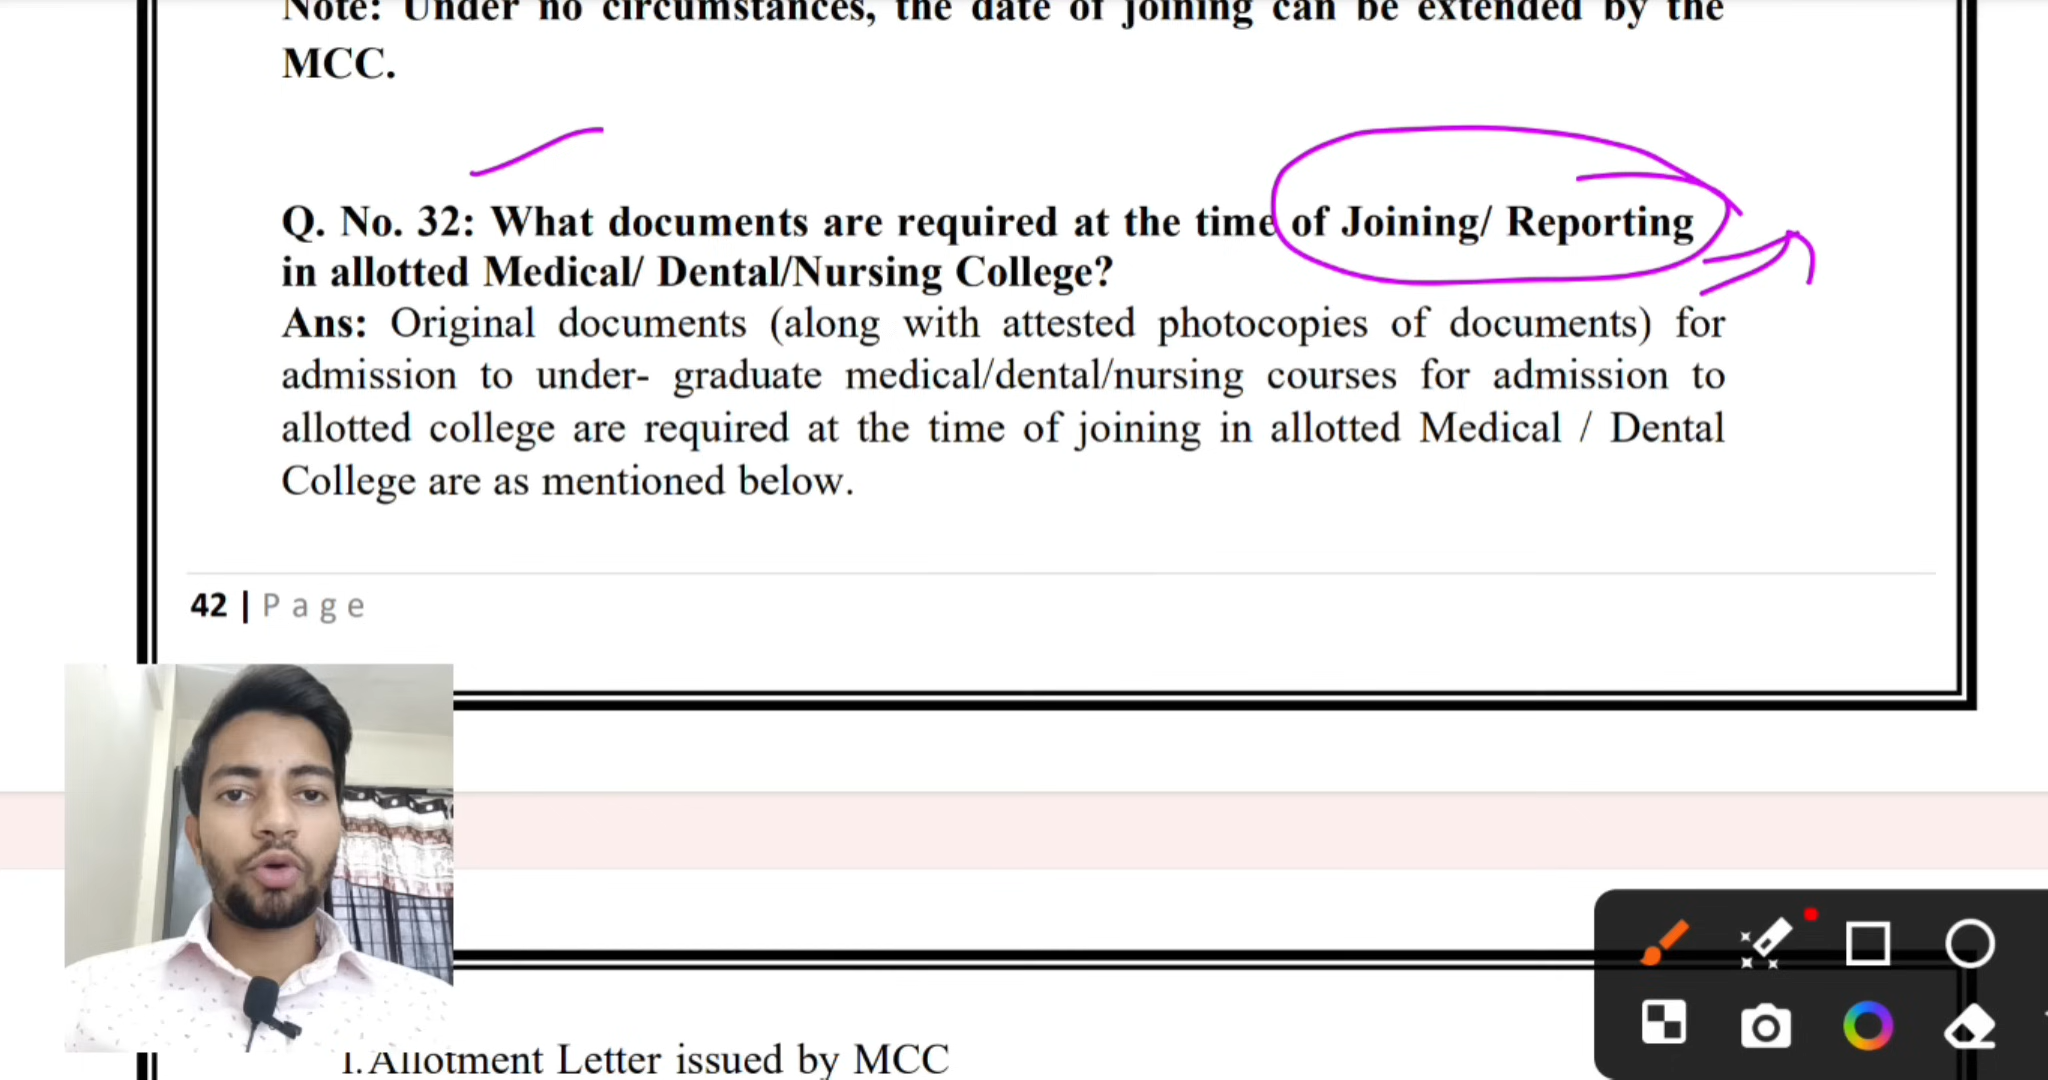 Note: Under no circumstances, the date of joining can be extended by the
MCC.
Q. No. 32: What documents are required at the time of Joining/ Reporting
in allotted Medical/ Dental/Nursing College?
Ans: Original documents (along with attested photocopies of documents) for
admission to under- graduate medical/dental/nursing courses for admission to
allotted college are required at the time of joining in allotted Medical / Dental
College are as mentioned below.
42 | Page
1. Allotment Letter issued by MCC